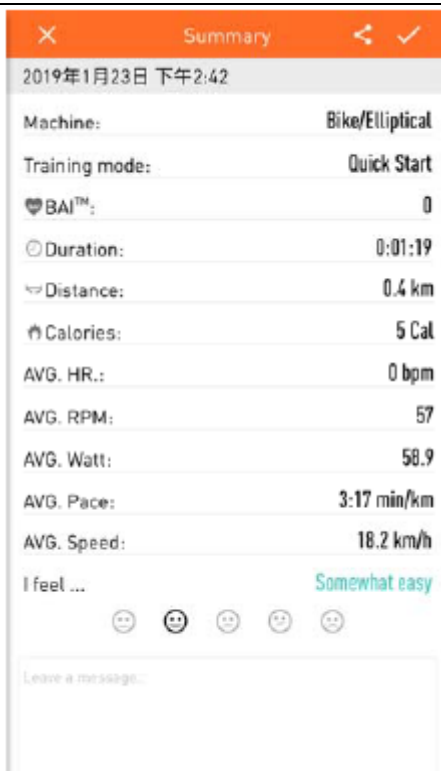 Summary
2019年1月23日 下午2:42
Machine: Bike/Elliptical
Training mode: Quick Start
BAI™: 0
Duration: 0:01:19
Distance: 0.4 km
Calories: 5 Cal
AVG. HR.: 0 bpm
AVG. RPM: 57
AVG. Watt: 58.9
AVG. Pace: 3:17 min/km
AVG. Speed: 18.2 km/h
I feel ... Somewhat easy
Leave a message...